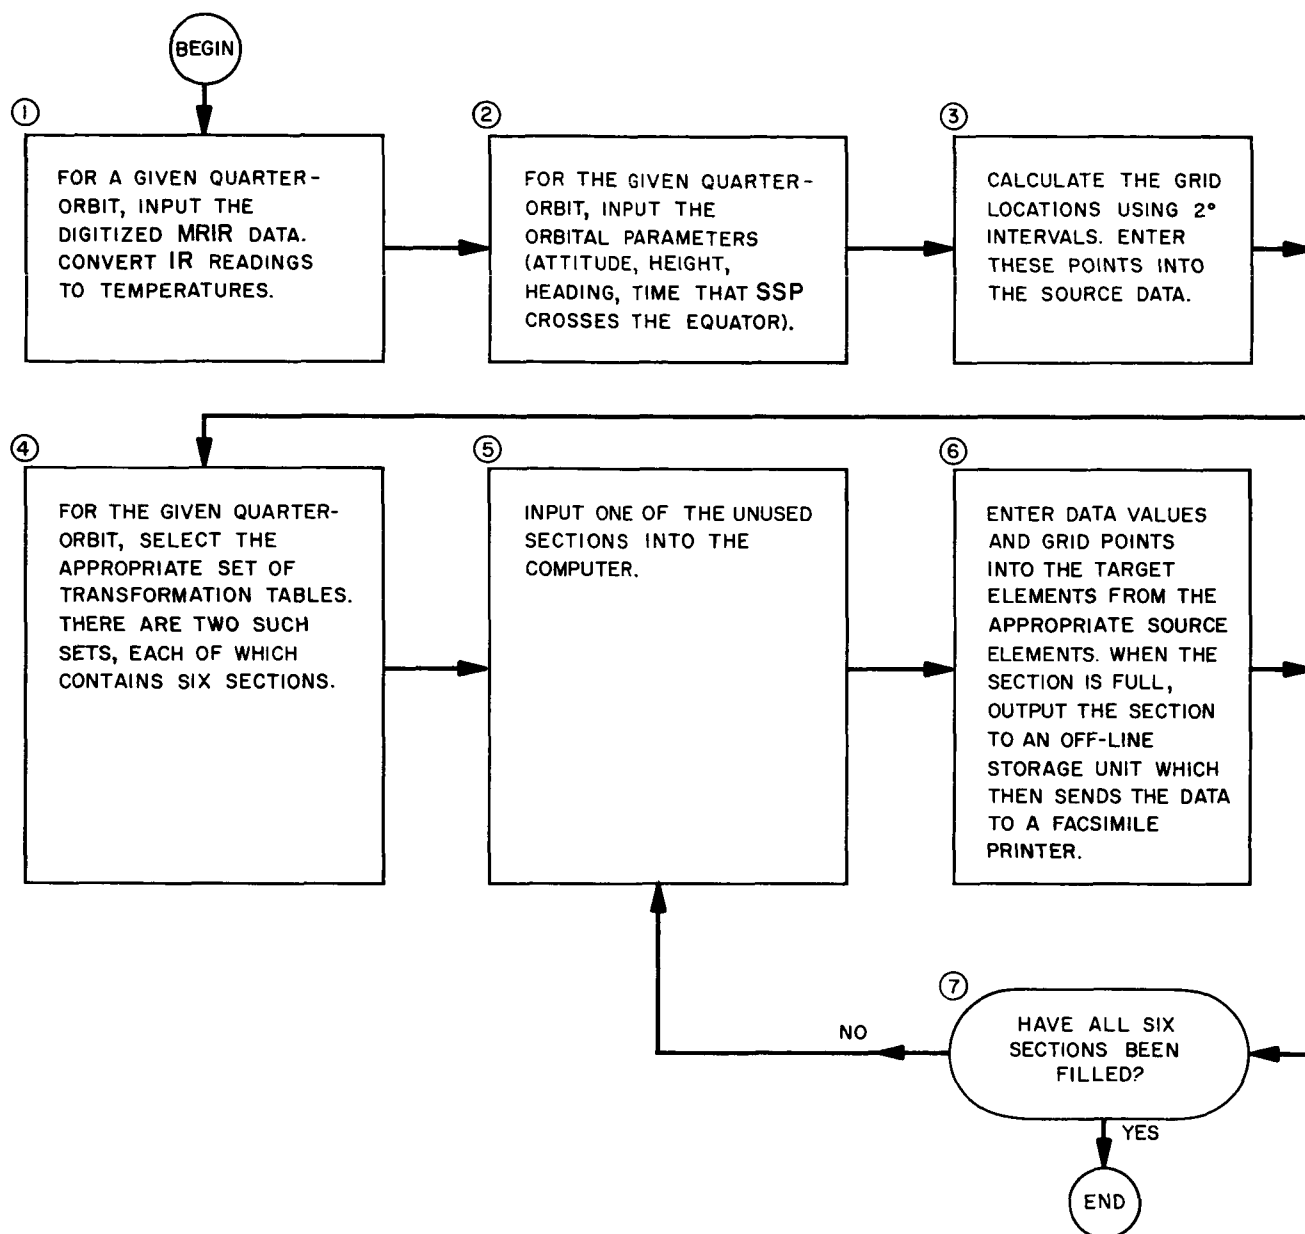 BEGIN
①
FOR A GIVEN QUARTER-
ORBIT, INPUT THE
DIGITIZED MRIR DATA.
CONVERT IR READINGS
TO TEMPERATURES.
②
FOR THE GIVEN QUARTER-
ORBIT, INPUT THE
ORBITAL PARAMETERS
(ATTITUDE, HEIGHT,
HEADING, TIME THAT SSP
CROSSES THE EQUATOR).
③
CALCULATE THE GRID
LOCATIONS USING 2°
INTERVALS. ENTER
THESE POINTS INTO
THE SOURCE DATA.
④
FOR THE GIVEN QUARTER-
ORBIT, SELECT THE
APPROPRIATE SET OF
TRANSFORMATION TABLES.
THERE ARE TWO SUCH
SETS, EACH OF WHICH
CONTAINS SIX SECTIONS.
⑤
INPUT ONE OF THE UNUSED
SECTIONS INTO THE
COMPUTER.
⑥
ENTER DATA VALUES
AND GRID POINTS
INTO THE TARGET
ELEMENTS FROM THE
APPROPRIATE SOURCE
ELEMENTS. WHEN THE
SECTION IS FULL,
OUTPUT THE SECTION
TO AN OFF-LINE
STORAGE UNIT WHICH
THEN SENDS THE DATA
TO A FACSIMILE
PRINTER.
⑦
HAVE ALL SIX
SECTIONS BEEN
FILLED?
NO
YES
END